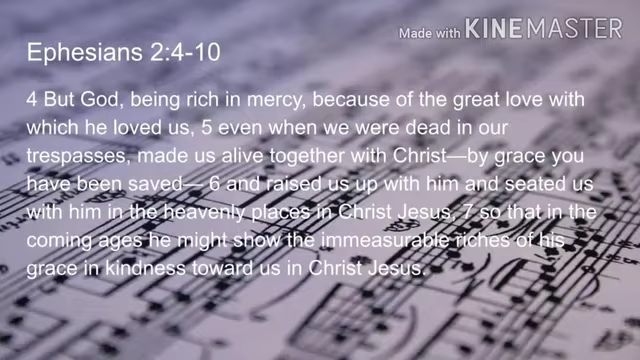 Made with KINEMASTER
Ephesians 2:4-10
4 But God, being rich in mercy, because of the great love with
which he loved us, 5 even when we were dead in our
trespasses, made us alive together with Christ—by grace you
have been saved— 6 and raised us up with him and seated us
with him in the heavenly places in Christ Jesus, 7 so that in the
coming ages he might show the immeasurable riches of his
grace in kindness toward us in Christ Jesus.